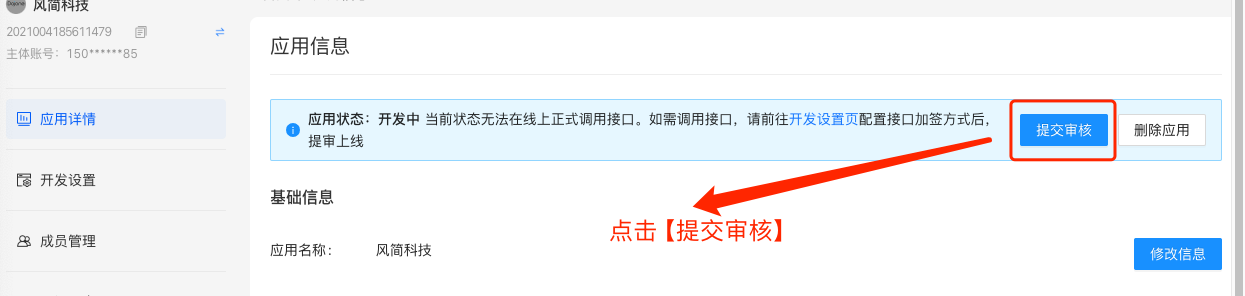 风简科技
2021004185611479
主体账号：150******85
应用详情
开发设置
成员管理
应用信息
应用状态：开发中 当前状态无法在线上正式调用接口。如需调用接口，请前往开发设置页配置接口加签方式后，
提审上线
提交审核
删除应用
基础信息
点击【提交审核】
应用名称：
风简科技
修改信息